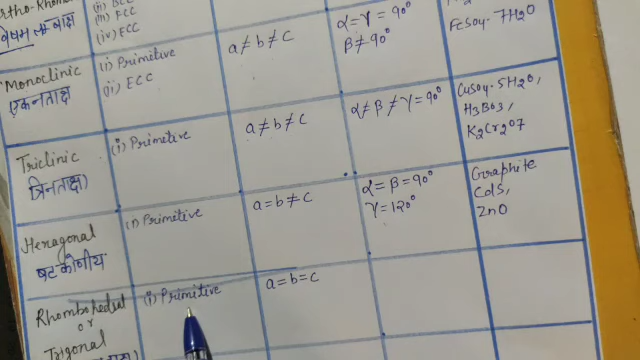 (ii) BCC
(iii) FCC
(iv) ECC
α=γ=90°
β≠90°
FeSo4·7H2O
Monoclinic
एकनताक्ष
(i) Primitive
(ii) ECC
a≠b≠c
Triclinic
त्रिनताक्ष)
(i) Primitive
a≠b≠c
α≠β≠γ=90°
CuSo4·5H2O,
H3BO3,
K2Cr2O7
Hexagonal
षट्कोणीय
(i) Primitive
a=b≠c
α=β=90°
γ=120°
Graphite
CdS,
ZnO
Rhombohedral
or
Trigonal
(i) Primitive
a=b=c